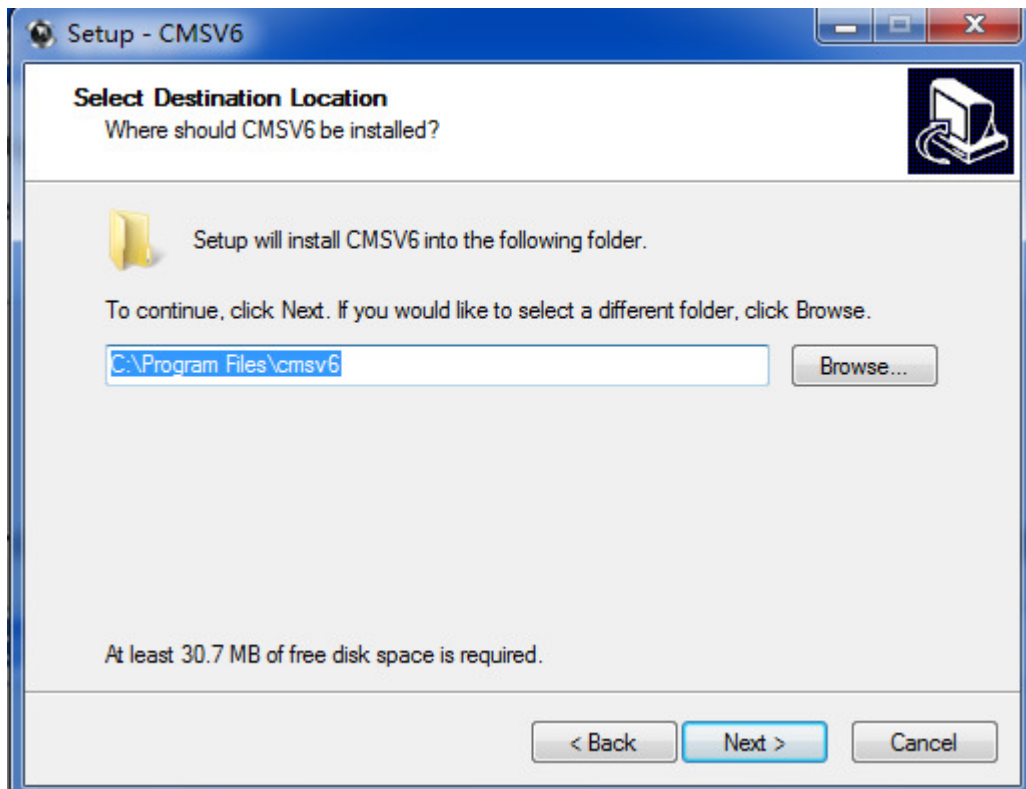 Setup - CMSV6
Select Destination Location
Where should CMSV6 be installed?
Setup will install CMSV6 into the following folder.
To continue, click Next. If you would like to select a different folder, click Browse.
C:\Program Files\cmsv6
Browse...
At least 30.7 MB of free disk space is required.
< Back
Next >
Cancel